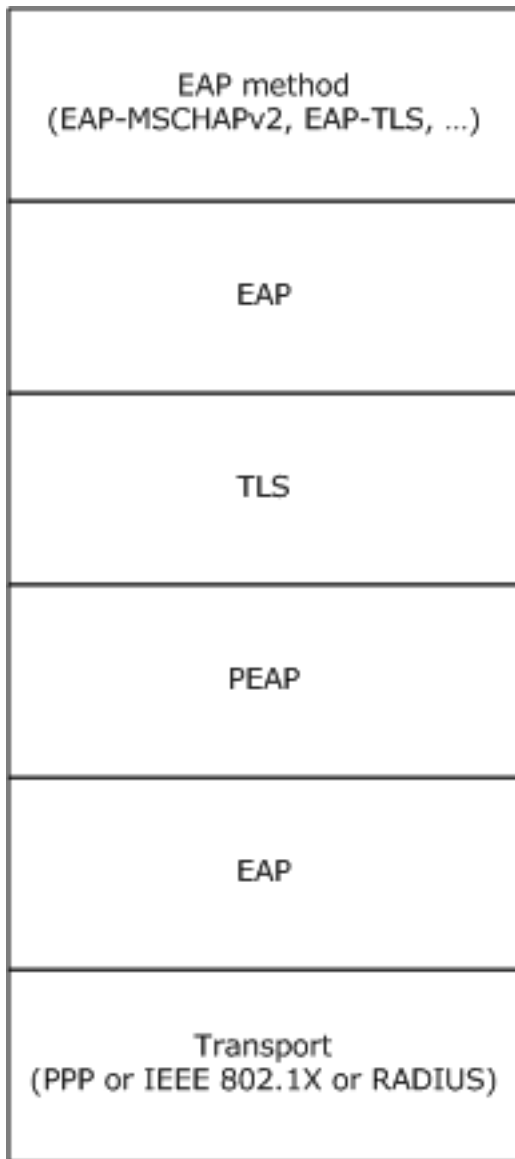 EAP method
(EAP-MSCHAPv2, EAP-TLS, ...)
EAP
TLS
PEAP
EAP
Transport
(PPP or IEEE 802.1X or RADIUS)